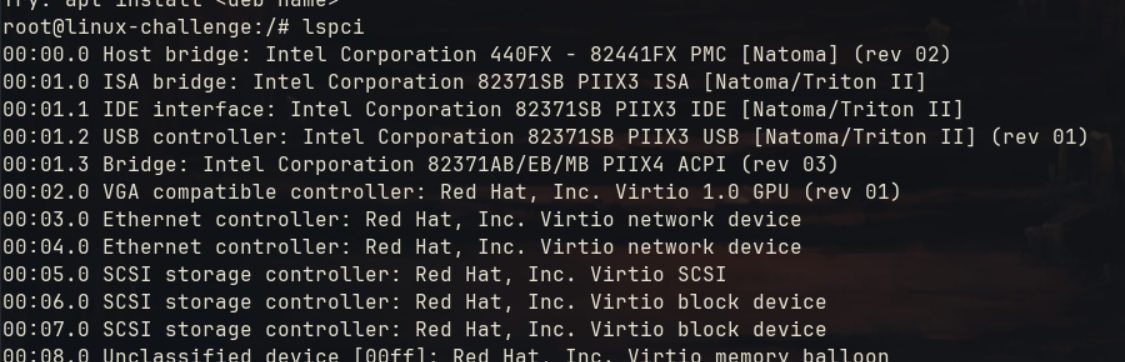 Try: apt install <deb name>
root@linux-challenge:/# lspci
00:00.0 Host bridge: Intel Corporation 440FX - 82441FX PMC [Natoma] (rev 02)
00:01.0 ISA bridge: Intel Corporation 82371SB PIIX3 ISA [Natoma/Triton II]
00:01.1 IDE interface: Intel Corporation 82371SB PIIX3 IDE [Natoma/Triton II]
00:01.2 USB controller: Intel Corporation 82371SB PIIX3 USB [Natoma/Triton II] (rev 01)
00:01.3 Bridge: Intel Corporation 82371AB/EB/MB PIIX4 ACPI (rev 03)
00:02.0 VGA compatible controller: Red Hat, Inc. Virtio 1.0 GPU (rev 01)
00:03.0 Ethernet controller: Red Hat, Inc. Virtio network device
00:04.0 Ethernet controller: Red Hat, Inc. Virtio network device
00:05.0 SCSI storage controller: Red Hat, Inc. Virtio SCSI
00:06.0 SCSI storage controller: Red Hat, Inc. Virtio block device
00:07.0 SCSI storage controller: Red Hat, Inc. Virtio block device
00:08.0 Unclassified device [00ff]: Red Hat, Inc. Virtio memory balloon